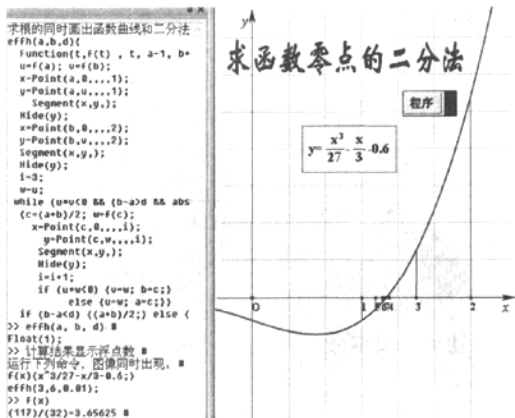 求根的同时画出函数曲线和二分法
effh(a,b,d){
Function(t,f(t) , t, a-1, b+
u=f(a); v=f(b);
x=Point(a,0,,,,1);
y=Point(a,u,,,,1);
Segment(x,y,);
Hide(y);
x=Point(b,0,,,,2);
y=Point(b,v,,,,2);
Segment(x,y,);
Hide(y);
i=3;
w=u;
while (u*v<0 && (b-a)>d && abs
{c=(a+b)/2; w=f(c);
x=Point(c,0,,,,i);
y=Point(c,w,,,,i);
Segment(x,y,);
Hide(y);
i=i+1;
if (u*w<0) {v=w; b=c;}
else {u=w; a=c;}}
if (b-a<d) {(a+b)/2;} else {
>> effh(a, b, d) #
Float(1);
>> 计算结果显示浮点数 #
运行下列命令，图像同时出现。#
f(x){x^3/27-x/3-0.6;}
effh(3,6,0.01);
>> f(x)
(117)/(32)=3.65625 #
y
求函数零点的二分法
程序
y=x³/27-x/3-0.6
0 1 3 2 x